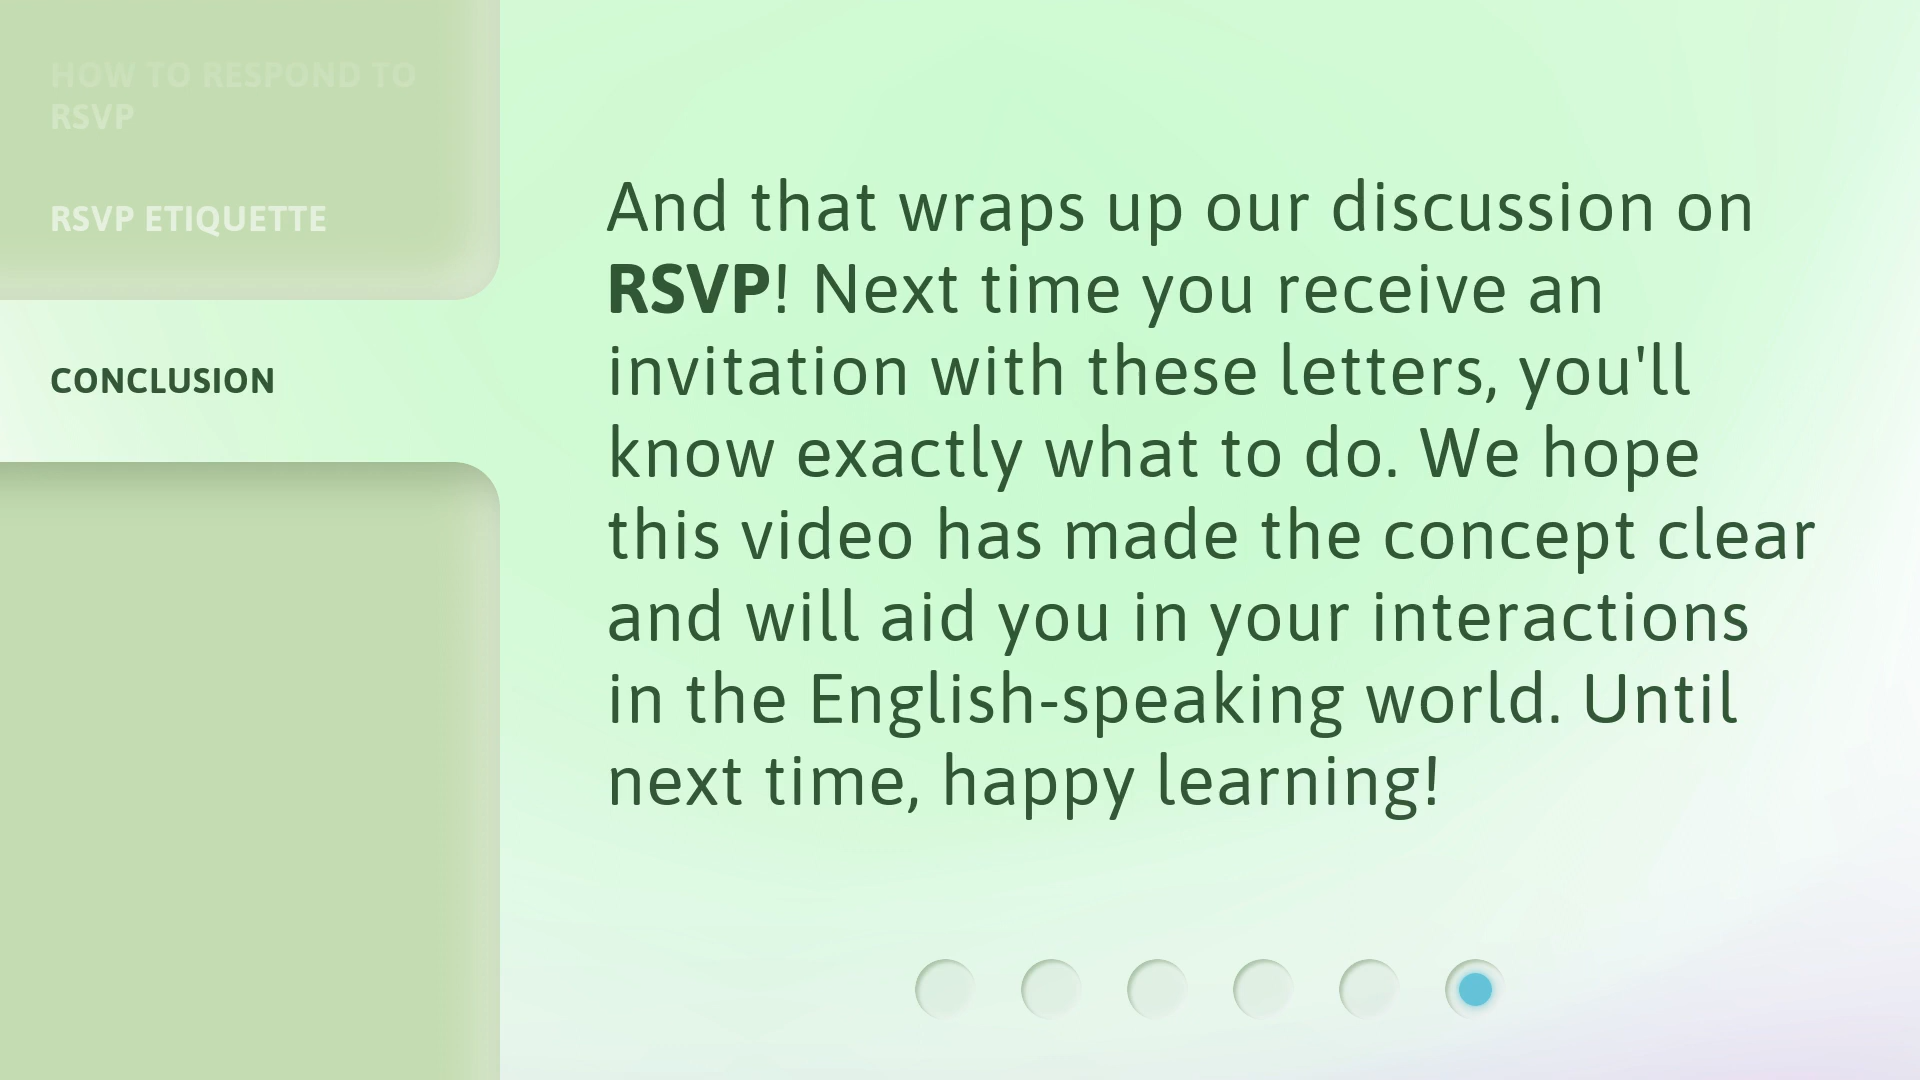 HOW TO RESPOND TO
RSVP
RSVP ETIQUETTE
CONCLUSION
And that wraps up our discussion on
RSVP! Next time you receive an
invitation with these letters, you'll
know exactly what to do. We hope
this video has made the concept clear
and will aid you in your interactions
in the English-speaking world. Until
next time, happy learning!